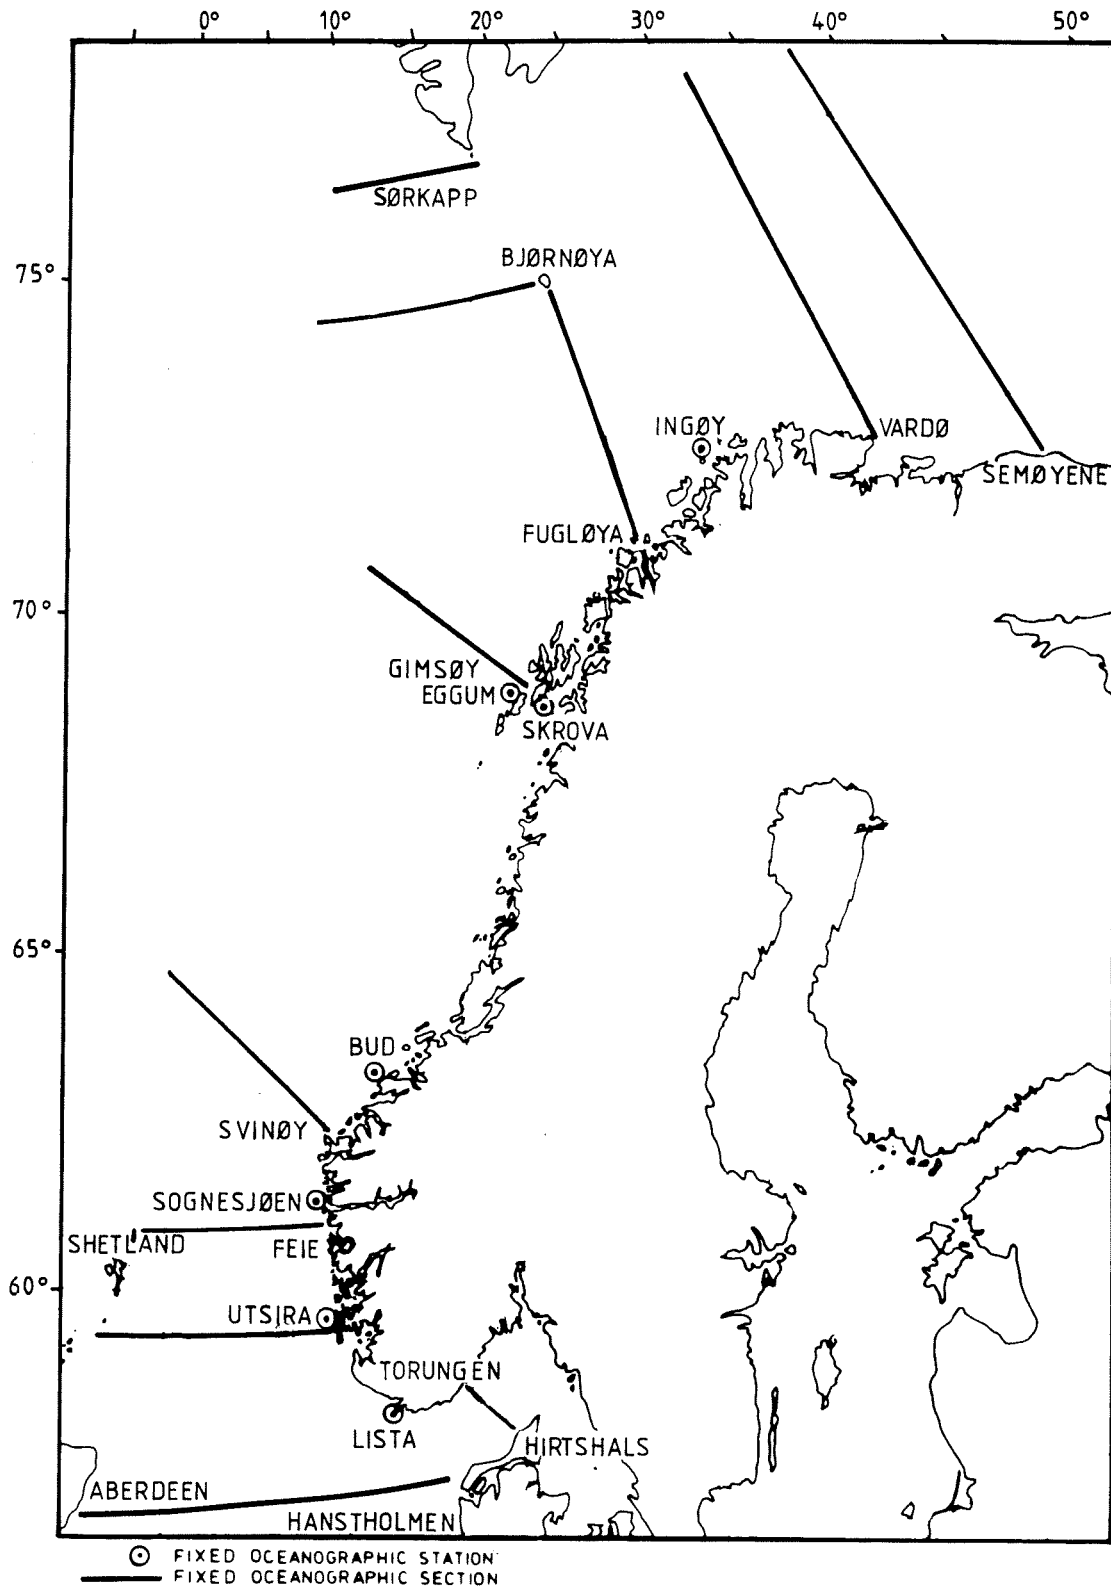 0° 10° 20° 30° 40° 50°
SØRKAPP
BJØRNØYA
75°
INGØY
VARDØ
SEMØYENE
FUGLØYA
70°
GIMSØY
EGGUM
SKROVA
65°
BUD
SVINØY
SOGNESJØEN
SHETLAND
FEIE
60°
UTSIRA
TORUNGEN
LISTA
HIRTSHALS
ABERDEEN
HANSTHOLMEN
FIXED OCEANOGRAPHIC STATION
FIXED OCEANOGRAPHIC SECTION